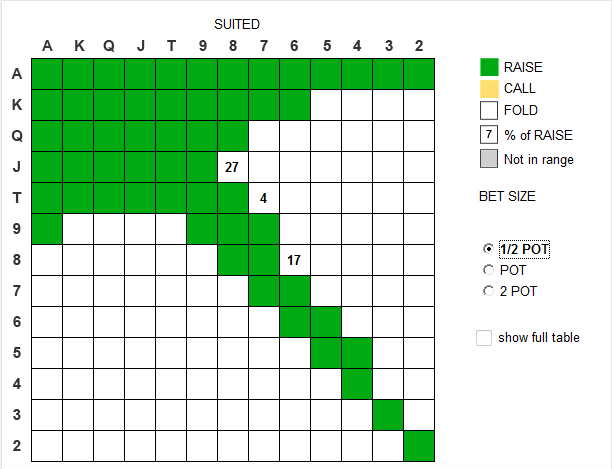 SUITED
A K Q J T 9 8 7 6 5 4 3 2
A
K
Q
J 27
T 4
9
8 17
7
6
5
4
3
2
RAISE
CALL
FOLD
7 % of RAISE
Not in range
BET SIZE
1/2 POT
POT
2 POT
show full table